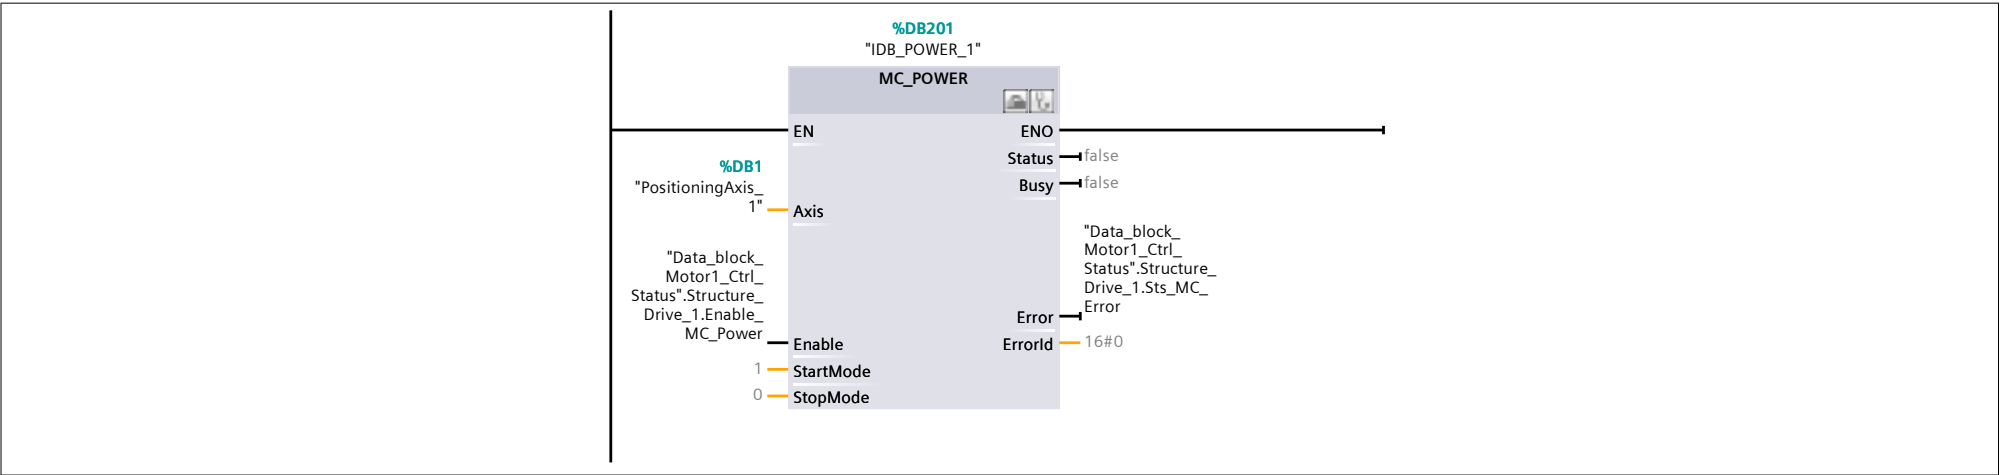 %DB201
"IDB_POWER_1"
MC_POWER
EN
ENO
Status
false
Busy
false
%DB1
"PositioningAxis_
1"
Axis
"Data_block_
Motor1_Ctrl_
Status".Structure_
Drive_1.Enable_
MC_Power
Enable
"Data_block_
Motor1_Ctrl_
Status".Structure_
Drive_1.Sts_MC_
Error
Error
ErrorId
16#0
1
StartMode
0
StopMode